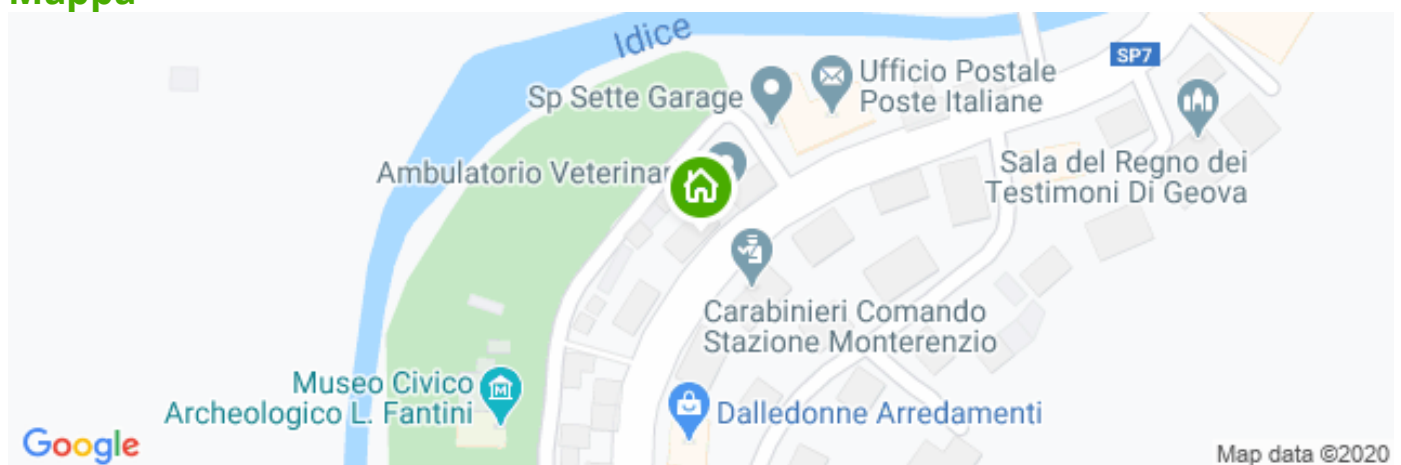 Mappa
Idice
SP7
Ufficio Postale
Poste Italiane
Sp Sette Garage
Ambulatorio Veterinar
Sala del Regno dei
Testimoni Di Geova
Carabinieri Comando
Stazione Monterenzio
Museo Civico
Archeologico L. Fantini
M
Dalledonne Arredamenti
Google
Map data ©2020